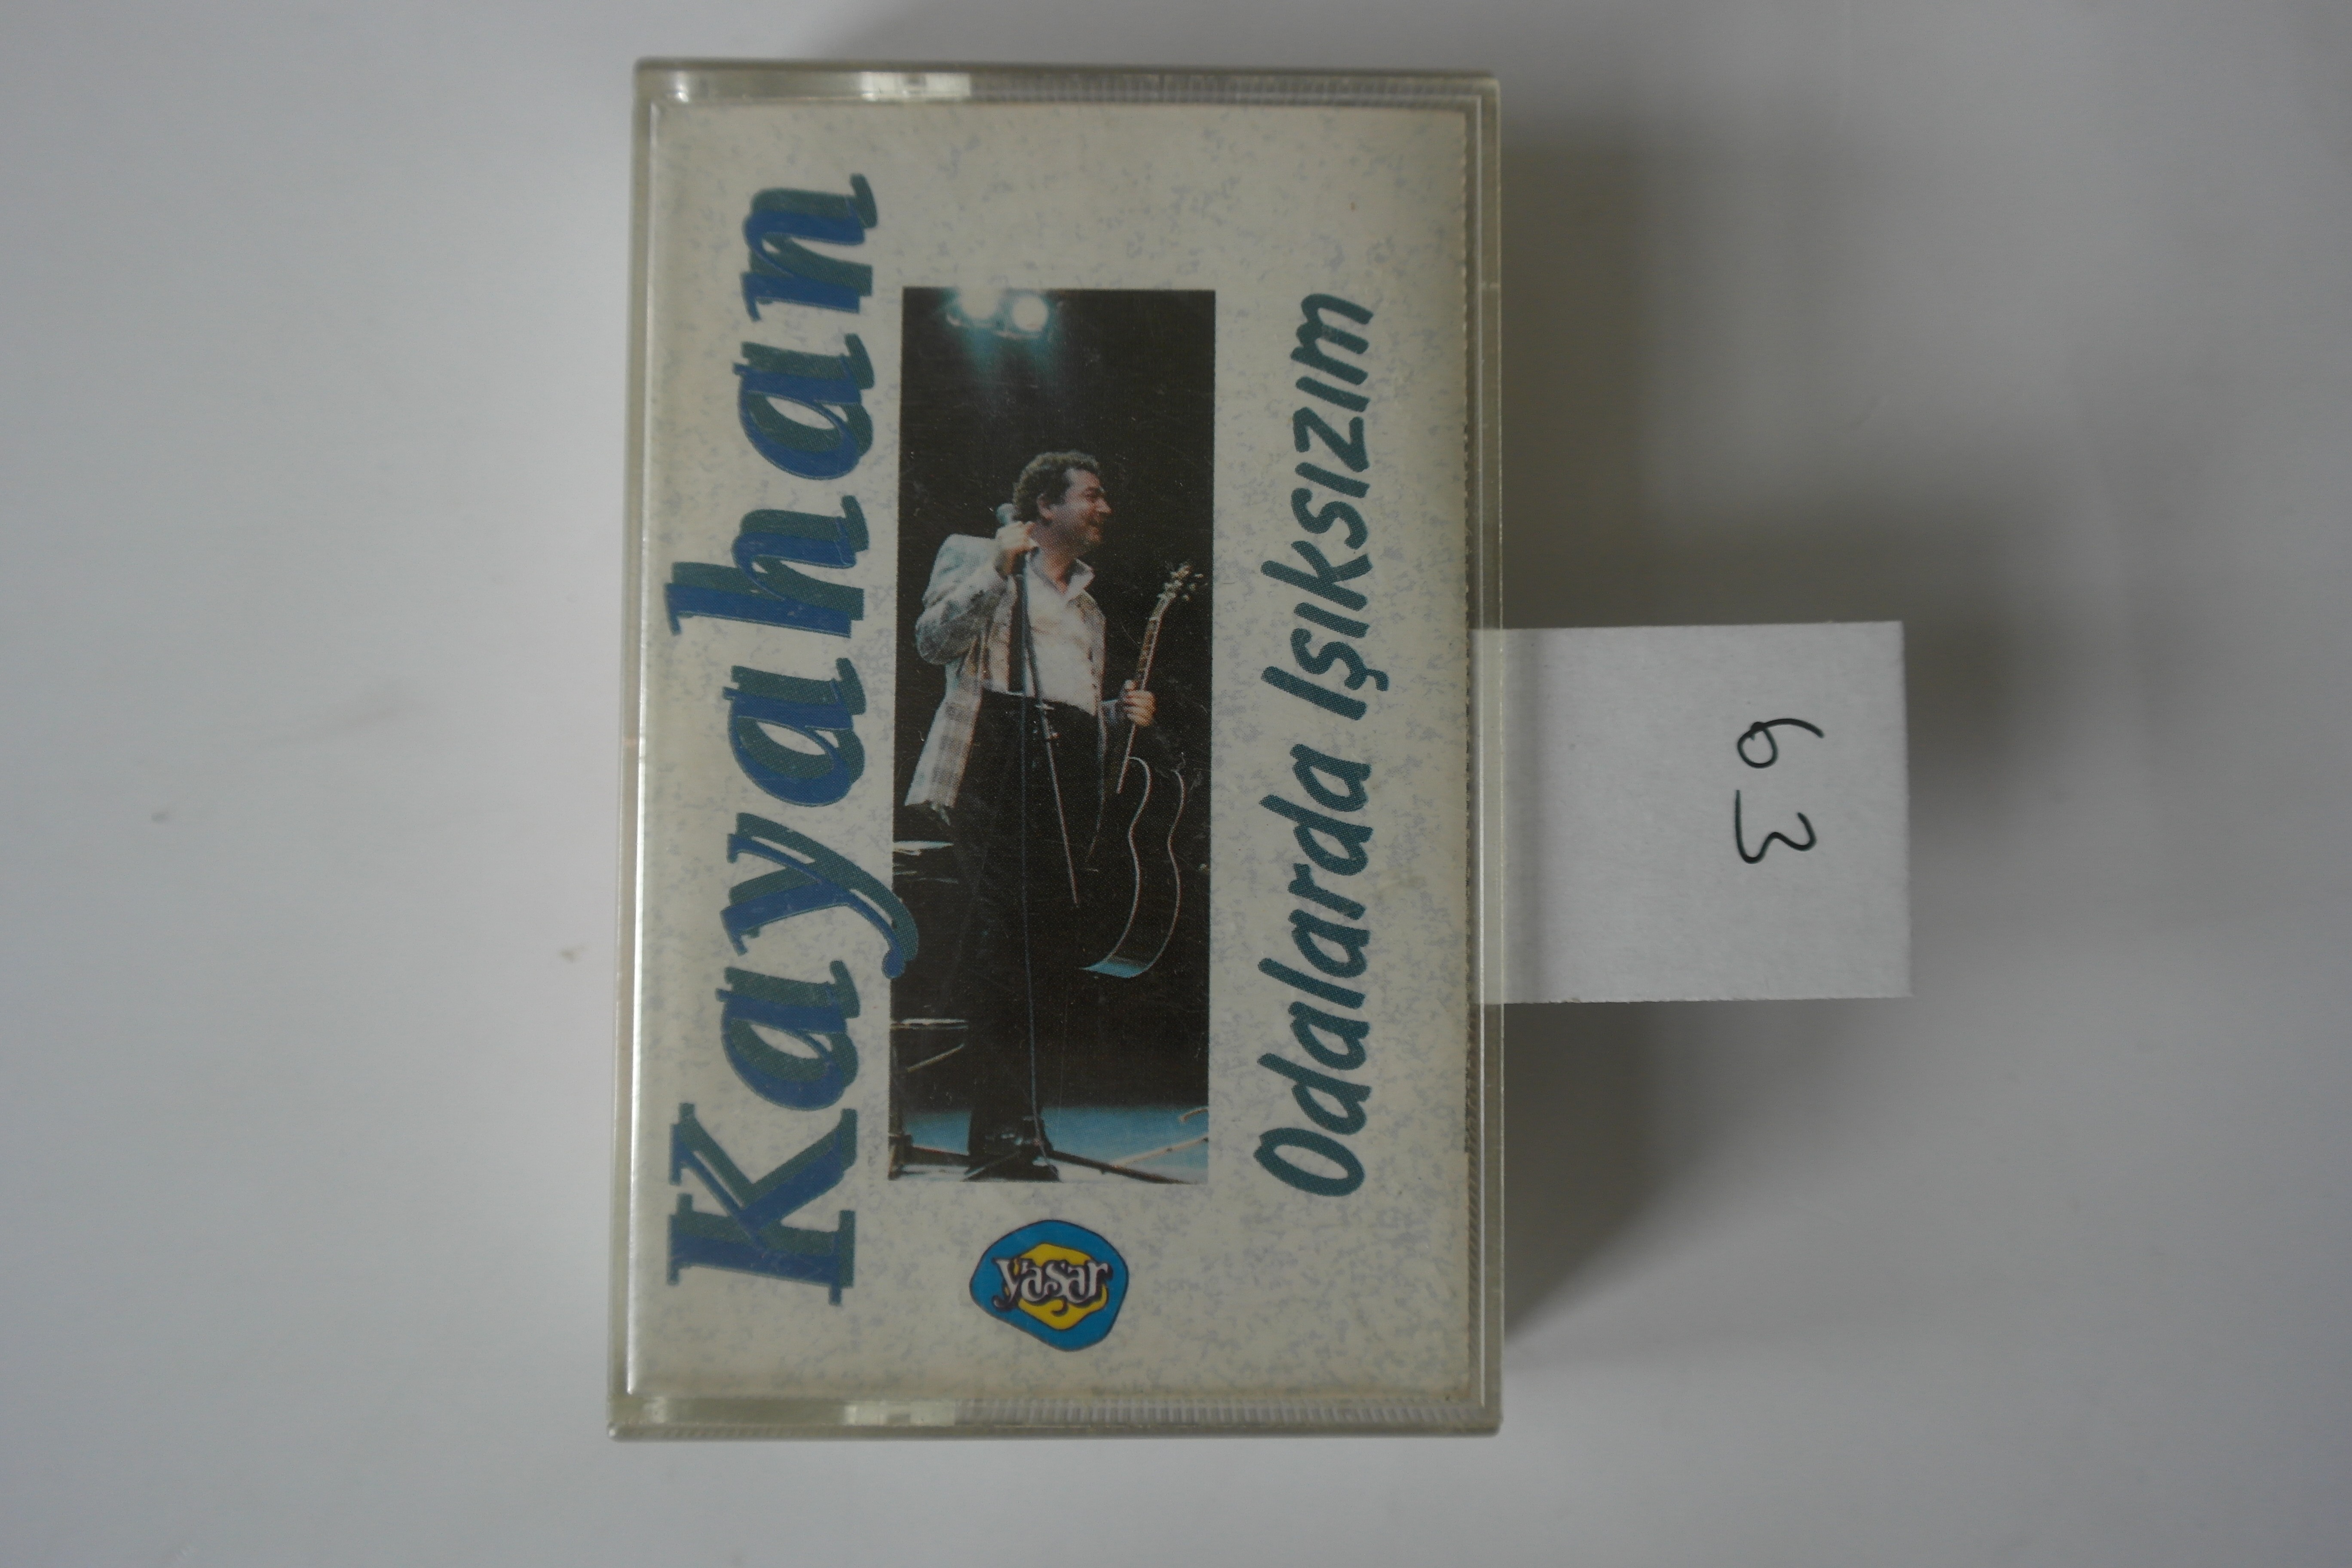 Kayahan
yaşar
Odalarda Işıksızım
63